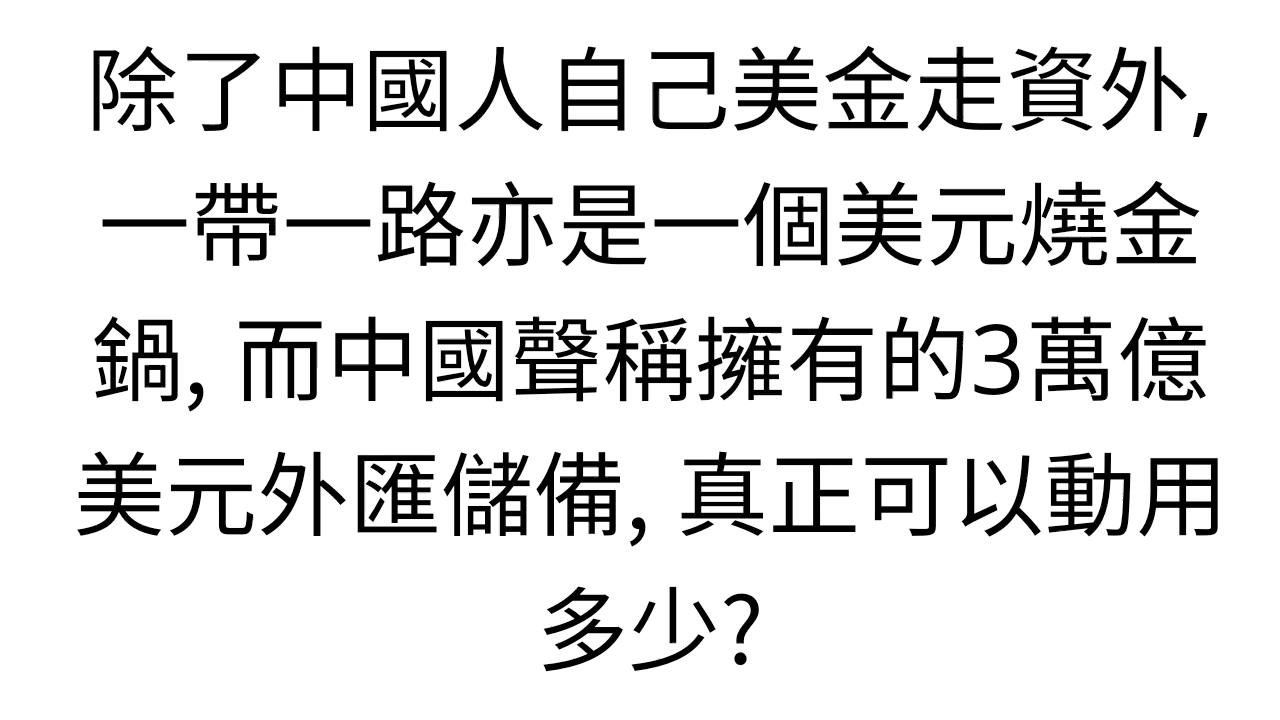 除了中國人自己美金走資外,
一帶一路亦是一個美元燒金
鍋, 而中國聲稱擁有的3萬億
美元外匯儲備, 真正可以動用
多少?